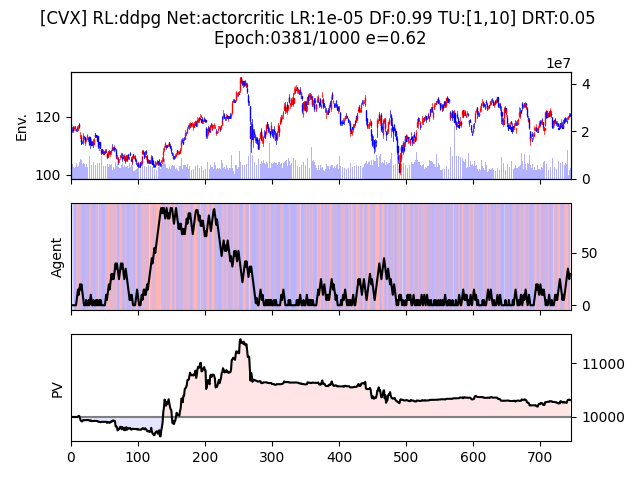 [CVX] RL:ddpg Net:actorcritic LR:1e-05 DF:0.99 TU:[1,10] DRT:0.05
Epoch:0381/1000 e=0.62
1e7
Env.
120
100
4
2
0
Agent
50
0
PV
11000
10000
0 100 200 300 400 500 600 700